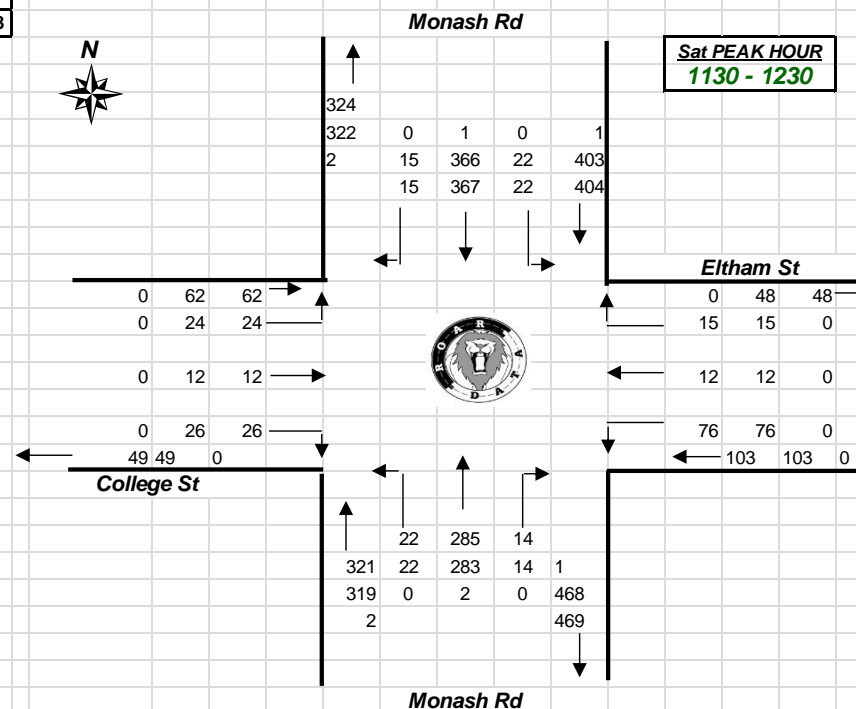 3
Monash Rd
N
Sat PEAK HOUR
1130 - 1230
324
322 0 1 0 1
2 15 366 22 403
15 367 22 404
Eltham St
0 62 62 0 48 48
0 24 24 15 15 0
ROAR DATA
0 12 12 12 12 0
0 26 26 76 76 0
49 49 0 103 103 0
College St
22 285 14
321 22 283 14 1
319 0 2 0 468
2 469
Monash Rd